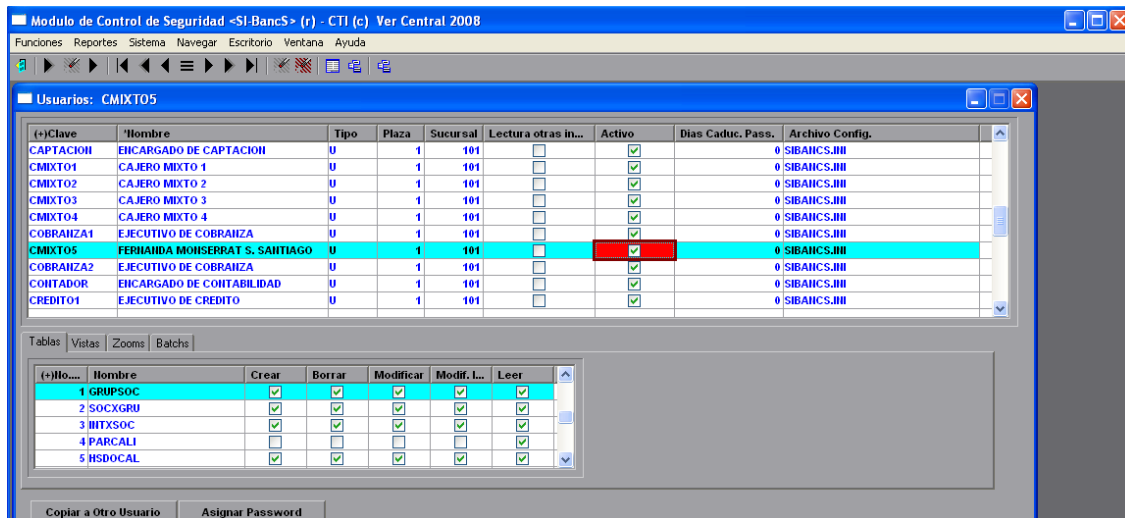 Modulo de Control de Seguridad <SI-BancS> (r) - CTI (c) Ver Central 2008
Funciones Reportes Sistema Navegar Escritorio Ventana Ayuda
Usuarios: CMIXTO5
(+)Clave 'Nombre Tipo Plaza Sucursal Lectura otras in... Activo Dias Caduc. Pass. Archivo Config.
CAPTACION ENCARGADO DE CAPTACION U 1 101 0 SIBANCS.INI
CMIXTO1 CAJERO MIXTO 1 U 1 101 0 SIBANCS.INI
CMIXTO2 CAJERO MIXTO 2 U 1 101 0 SIBANCS.INI
CMIXTO3 CAJERO MIXTO 3 U 1 101 0 SIBANCS.INI
CMIXTO4 CAJERO MIXTO 4 U 1 101 0 SIBANCS.INI
COBRANZA1 EJECUTIVO DE COBRANZA U 1 101 0 SIBANCS.INI
CMIXTO5 FERNANDA MONSERRAT S. SANTIAGO U 1 101 0 SIBANCS.INI
COBRANZA2 EJECUTIVO DE COBRANZA U 1 101 0 SIBANCS.INI
CONTADOR ENCARGADO DE CONTABILIDAD U 1 101 0 SIBANCS.INI
CREDITO1 EJECUTIVO DE CREDITO U 1 101 0 SIBANCS.INI
Tablas Vistas Zooms Batchs
(+)No.... Nombre Crear Borrar Modificar Modif. I... Leer
1 GRUPSOC
2 SOCXGRU
3 INTXSOC
4 PARCALI
5 HSDOCAL
Copiar a Otro Usuario Asignar Password